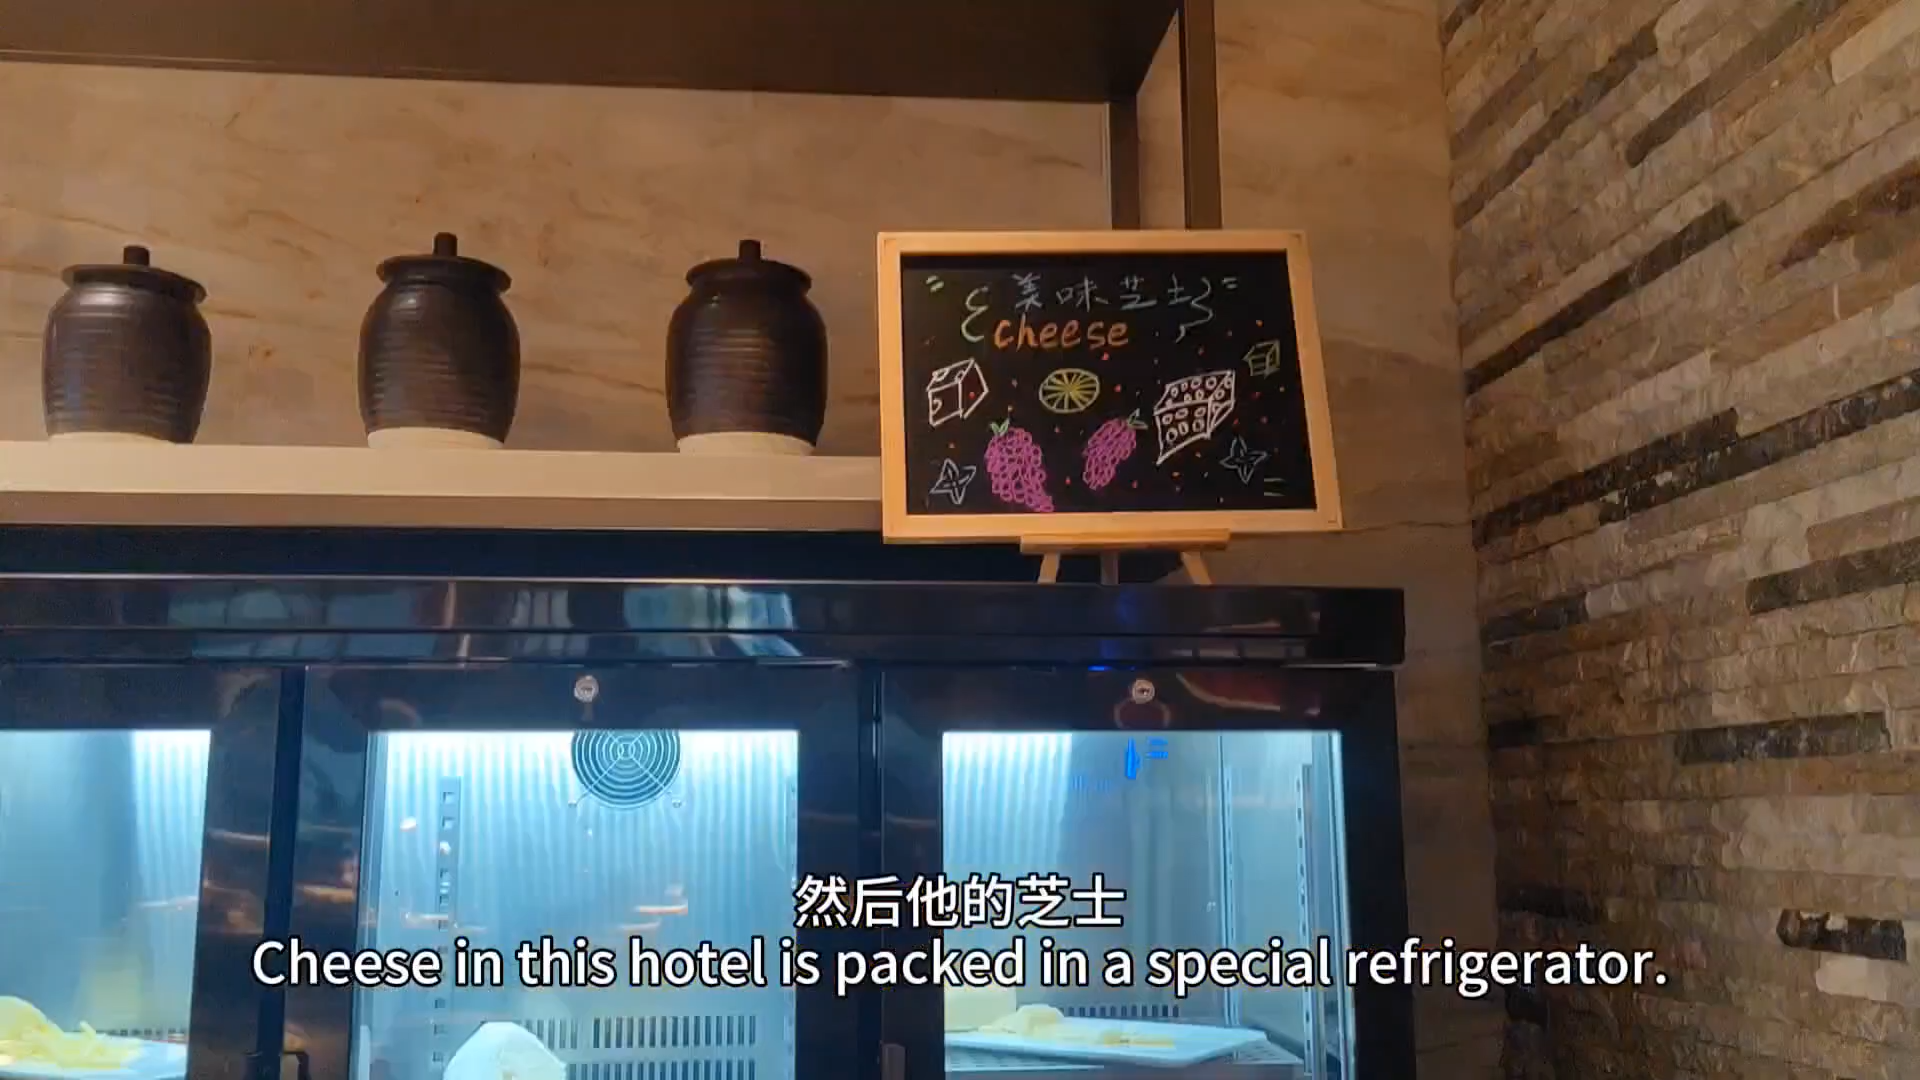 美味芝士
cheese
然后他的芝士
Cheese in this hotel is packed in a special refrigerator.